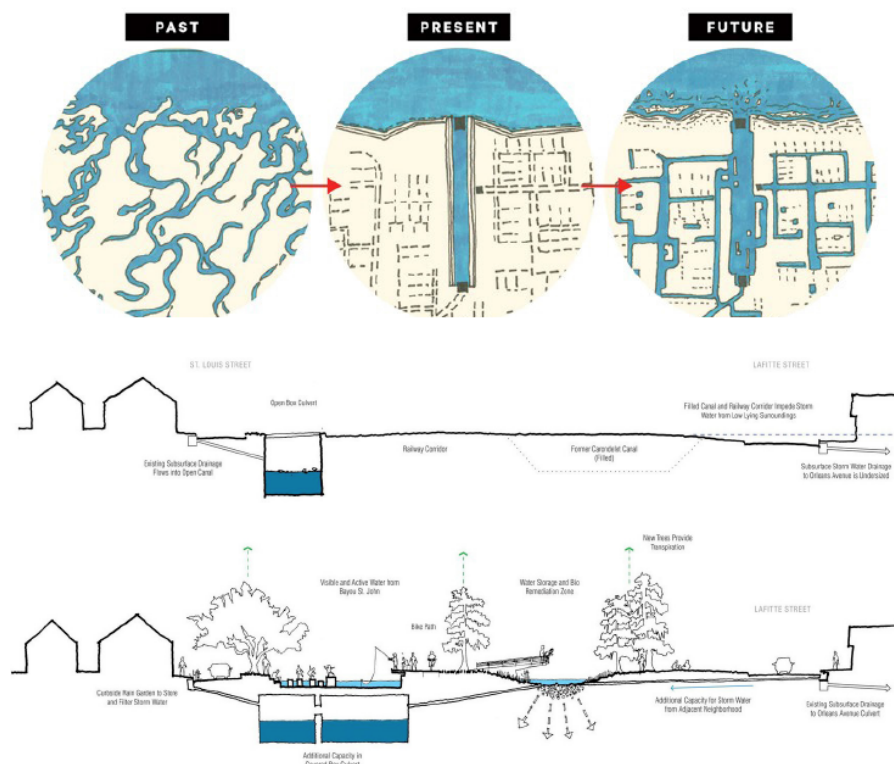 PAST
PRESENT
FUTURE
ST. LOUIS STREET
LAFITTE STREET
Open Box Culvert
Filled Canal and Railway Corridor Impede Storm
Water from Low Lying Surroundings
Existing Subsurface Drainage
Flows into Open Canal
Railway Corridor
Former Carondelet Canal
(Filled)
Subsurface Storm Water Drainage
to Orleans Avenue is Undersized
New Trees Provide
Transpiration
Visible and Active Water from
Bayou St. John
Water Storage and Bio
Remediation Zone
Bike Path
LAFITTE STREET
Curbside Rain Garden to Store
and Filter Storm Water
Additional Capacity for Storm Water
from Adjacent Neighborhood
Existing Subsurface Drainage
to Orleans Avenue Culvert
Additional Capacity in